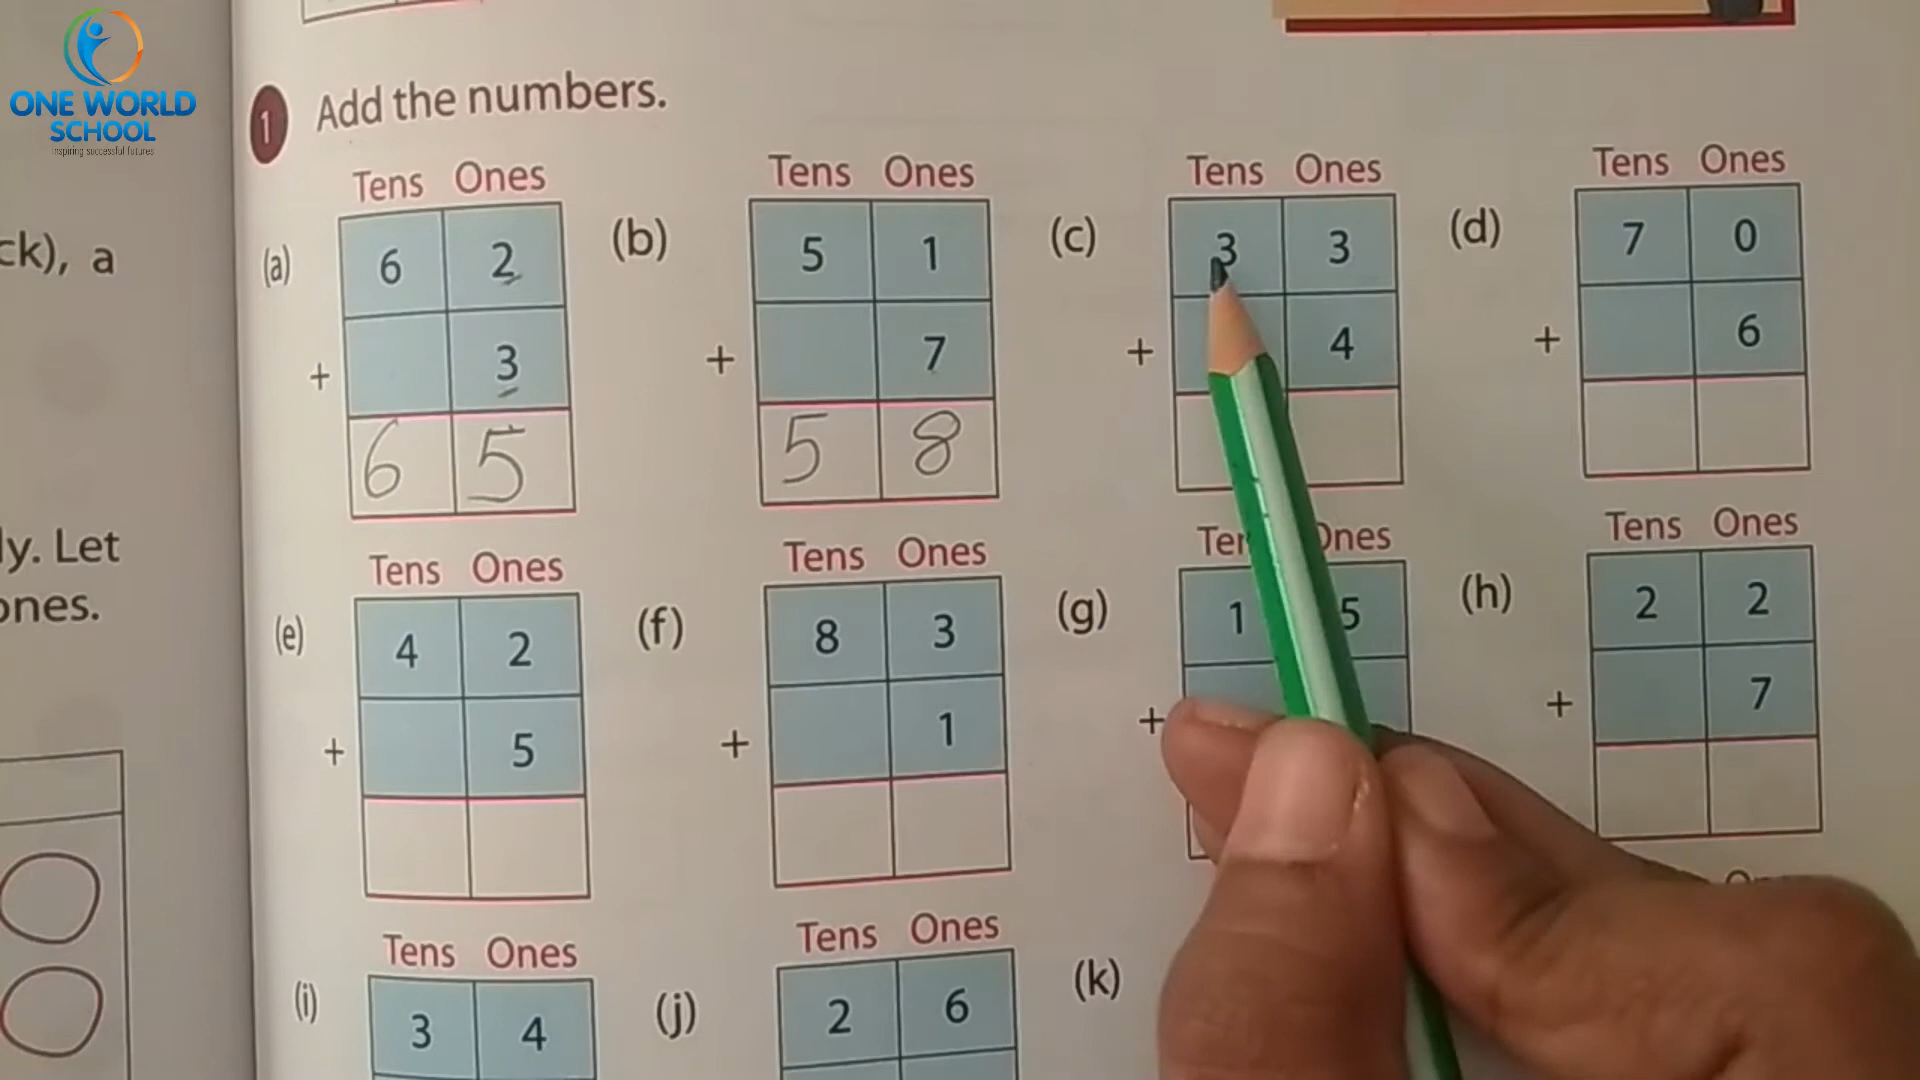 ONE WORLD
SCHOOL
inspiring successful futures
ck), a
ly. Let
ones.
1 Add the numbers.
Tens Ones
(a) 6 2
+ 3
6 5
Tens Ones
(b) 5 1
+ 7
5 8
Tens Ones
(c) 3 3
+ 4
Tens Ones
(d) 7 0
+ 6
Tens Ones
(e) 4 2
+ 5
Tens Ones
(f) 8 3
+ 1
Ones
(g) 1 5
+
Tens Ones
(h) 2 2
+ 7
Tens Ones
(i) 3 4
Tens Ones
(j) 2 6
(k)